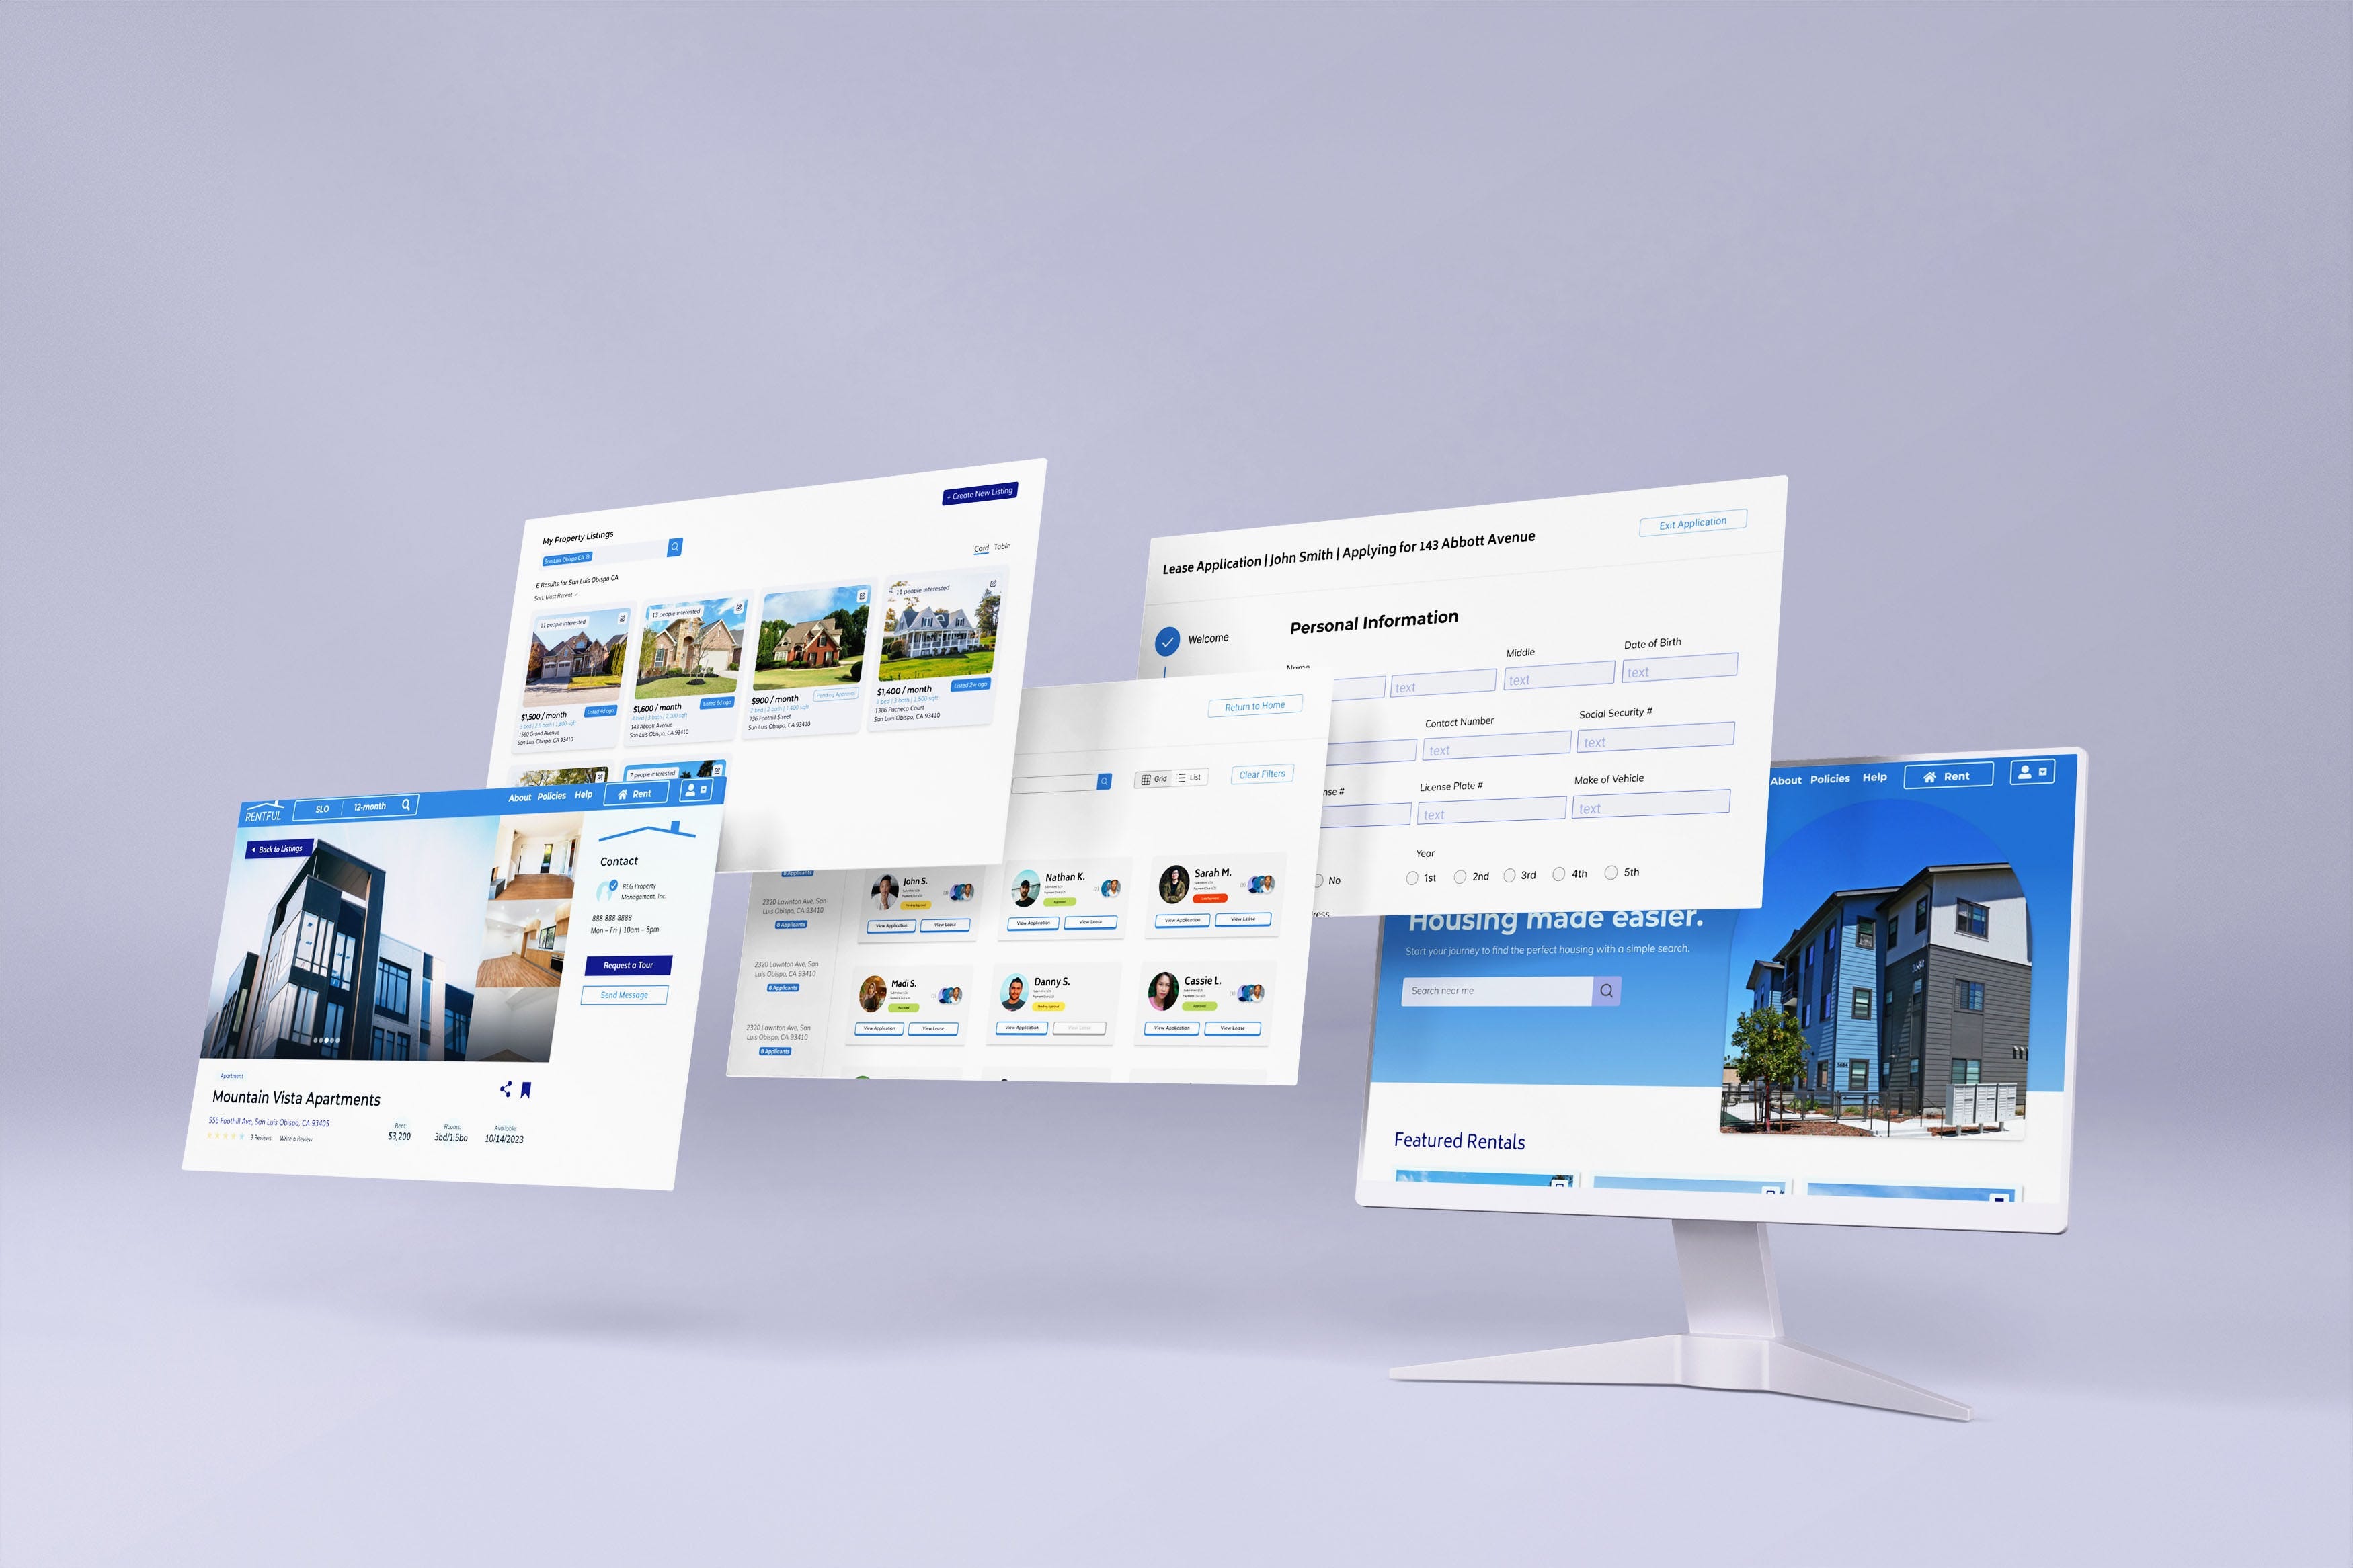 + Create New Listing
My Property Listings
San Luis Obispo CA
Card Table
6 Results for San Luis Obispo CA
Sort: Most Recent
11 people interested
13 people interested
11 people interested
$1,500 / month
Listed 4d ago
3 bed | 2.5 bath | 1,800 sqft
1560 Grand Avenue
San Luis Obispo, CA 93410
$1,600 / month
Listed 6d ago
4 bed | 3 bath | 2,000 sqft
143 Abbott Avenue
San Luis Obispo, CA 93410
$900 / month
Pending Approval
2 bed | 2 bath | 1,400 sqft
736 Foothill Street
San Luis Obispo, CA 93410
$1,400 / month
Listed 2w ago
3 bed | 3 bath | 1,500 sqft
1386 Pacheco Court
San Luis Obispo, CA 93410
7 people interested
RENTFUL
SLO 12-month
About Policies Help Rent
Back to Listings
Contact
REG Property
Management, Inc.
888-888-8888
Mon – Fri | 10am – 5pm
Request a Tour
Send Message
Apartment
Mountain Vista Apartments
555 Foothill Ave, San Luis Obispo, CA 93405
3 Reviews Write a Review
Rent:
$3,200
Rooms:
3bd/1.5ba
Available:
10/14/2023
Return to Home
Grid List
Clear Filters
8 Applicants
2320 Lawnton Ave, San
Luis Obispo, CA 93410
8 Applicants
2320 Lawnton Ave, San
Luis Obispo, CA 93410
8 Applicants
2320 Lawnton Ave, San
Luis Obispo, CA 93410
8 Applicants
John S.
Pending Approval
View Application View Lease
Nathan K.
Approved
View Application View Lease
Sarah M.
View Application View Lease
Madi S.
Approved
View Application View Lease
Danny S.
Pending Approval
View Application View Lease
Cassie L.
Approved
View Application View Lease
Lease Application | John Smith | Applying for 143 Abbott Avenue
Exit Application
Welcome
Personal Information
Name
Middle
Date of Birth
text
text
text
Contact Number
Social Security #
text
text
nse #
License Plate #
Make of Vehicle
text
text
No
Year
1st 2nd 3rd 4th 5th
ress
About Policies Help Rent
Housing made easier.
Start your journey to find the perfect housing with a simple search.
Search near me
Featured Rentals